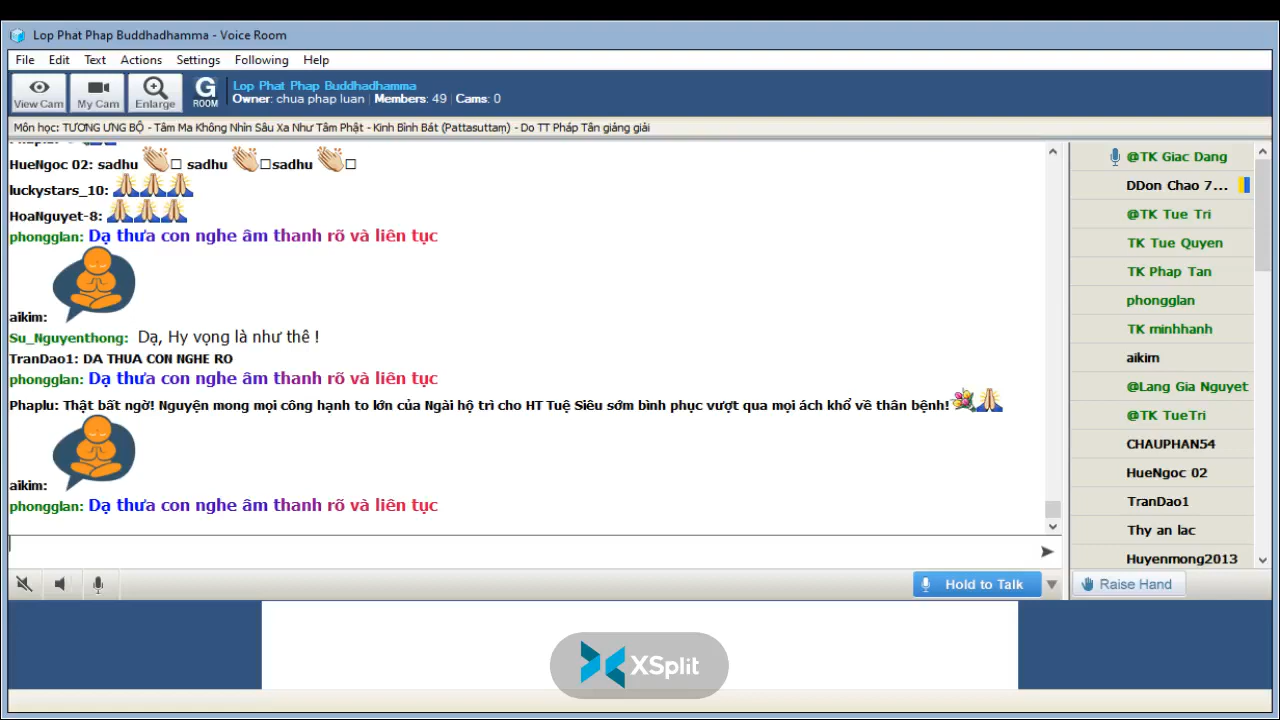 Lop Phat Phap Buddhadhamma - Voice Room
File Edit Text Actions Settings Following Help
View Cam My Cam Enlarge G ROOM
Lop Phat Phap Buddhadhamma
Owner: chua phap luan | Members: 49 | Cams: 0
Môn học: TƯƠNG ƯNG BỘ - Tâm Ma Không Nhìn Sâu Xa Như Tâm Phật - Kinh Bình Bát (Pattasuttaṃ) - Do TT Pháp Tân giảng giải
HueNgoc 02: sadhu sadhu sadhu
luckystars_10:
HoaNguyet-8:
phongglan: Dạ thưa con nghe âm thanh rõ và liên tục
aikim:
Su_Nguyenthong: Dạ, Hy vọng là như thê !
TranDao1: DA THUA CON NGHE RO
phongglan: Dạ thưa con nghe âm thanh rõ và liên tục
Phaplu: Thật bất ngờ! Nguyện mong mọi công hạnh to lớn của Ngài hộ trì cho HT Tuệ Siêu sớm bình phục vượt qua mọi ách khổ về thân bệnh!
aikim:
phongglan: Dạ thưa con nghe âm thanh rõ và liên tục
@TK Giac Dang
DDon Chao 7...
@TK Tue Tri
TK Tue Quyen
TK Phap Tan
phongglan
TK minhhanh
aikim
@Lang Gia Nguyet
@TK TueTri
CHAUPHAN54
HueNgoc 02
TranDao1
Thy an lac
Huyenmong2013
Hold to Talk
Raise Hand
XSplit